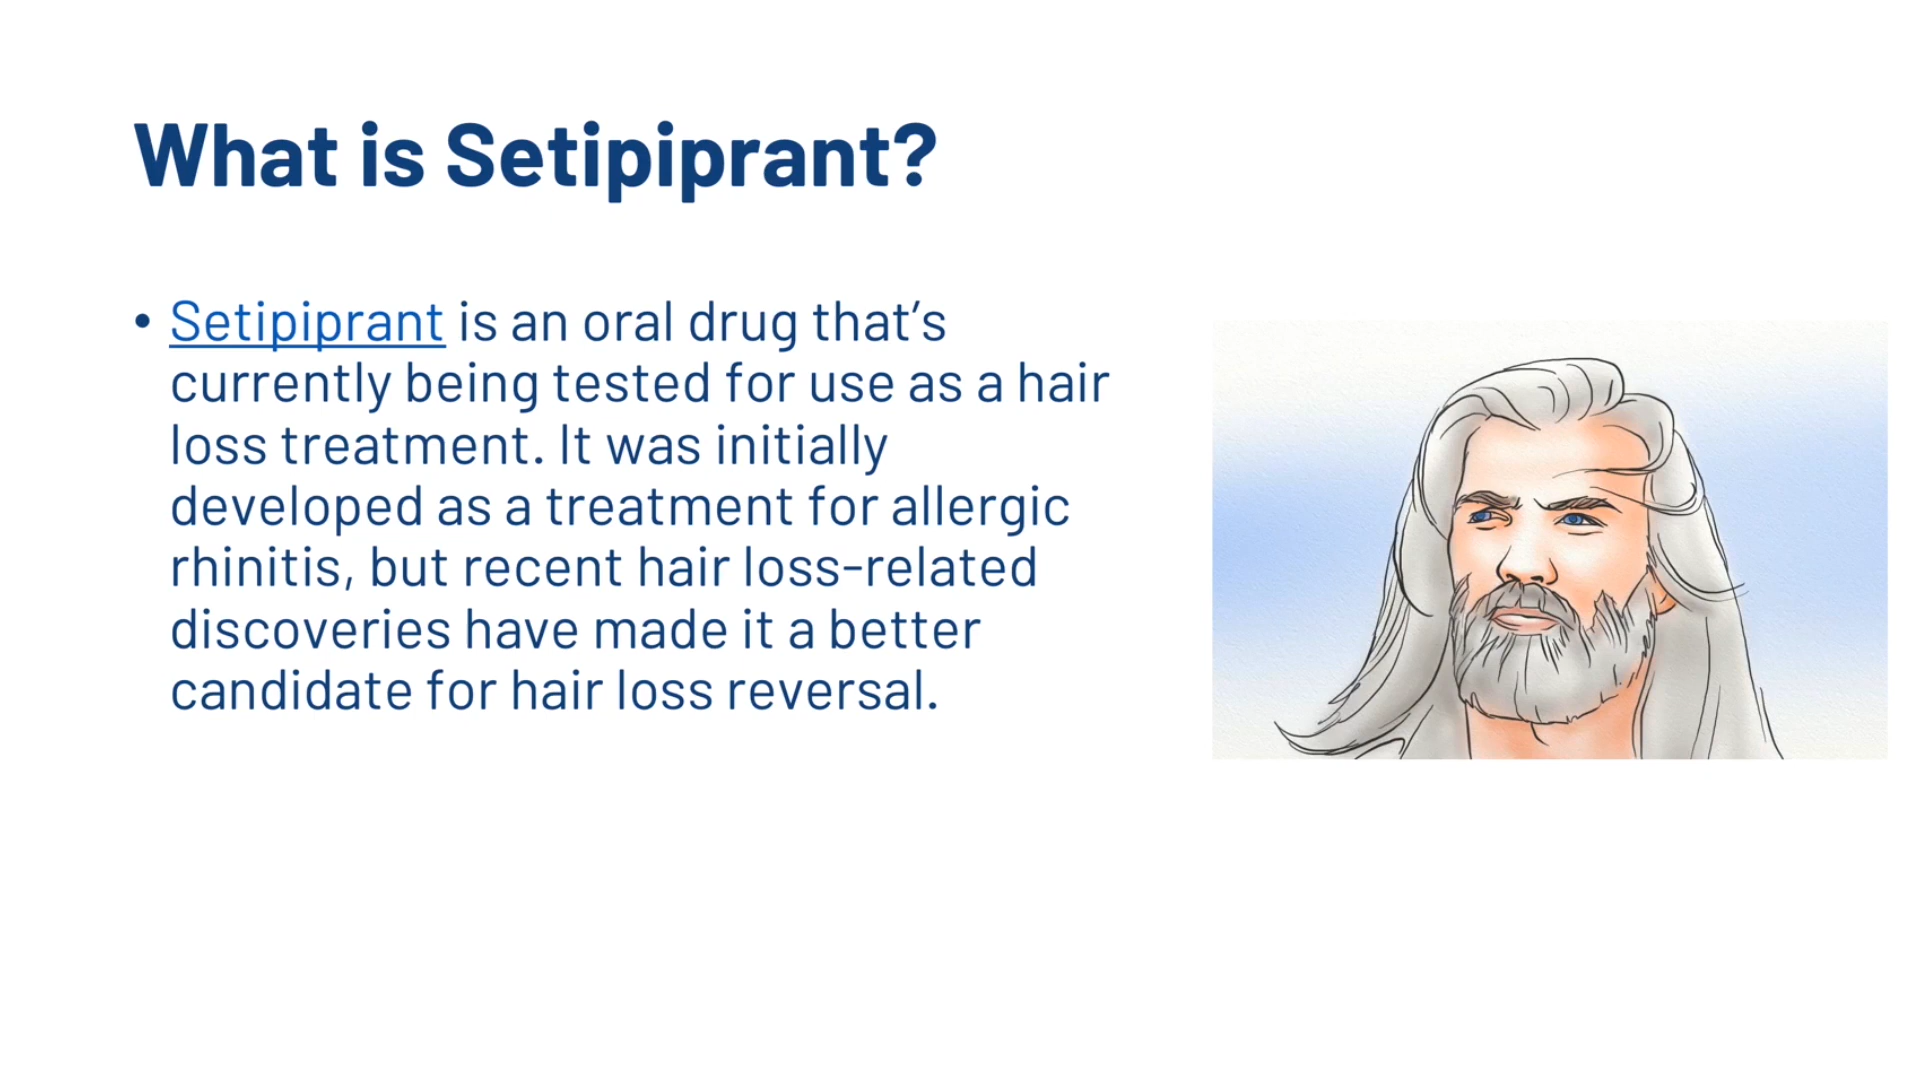 What is Setipiprant?
• Setipiprant is an oral drug that’s
currently being tested for use as a hair
loss treatment. It was initially
developed as a treatment for allergic
rhinitis, but recent hair loss-related
discoveries have made it a better
candidate for hair loss reversal.